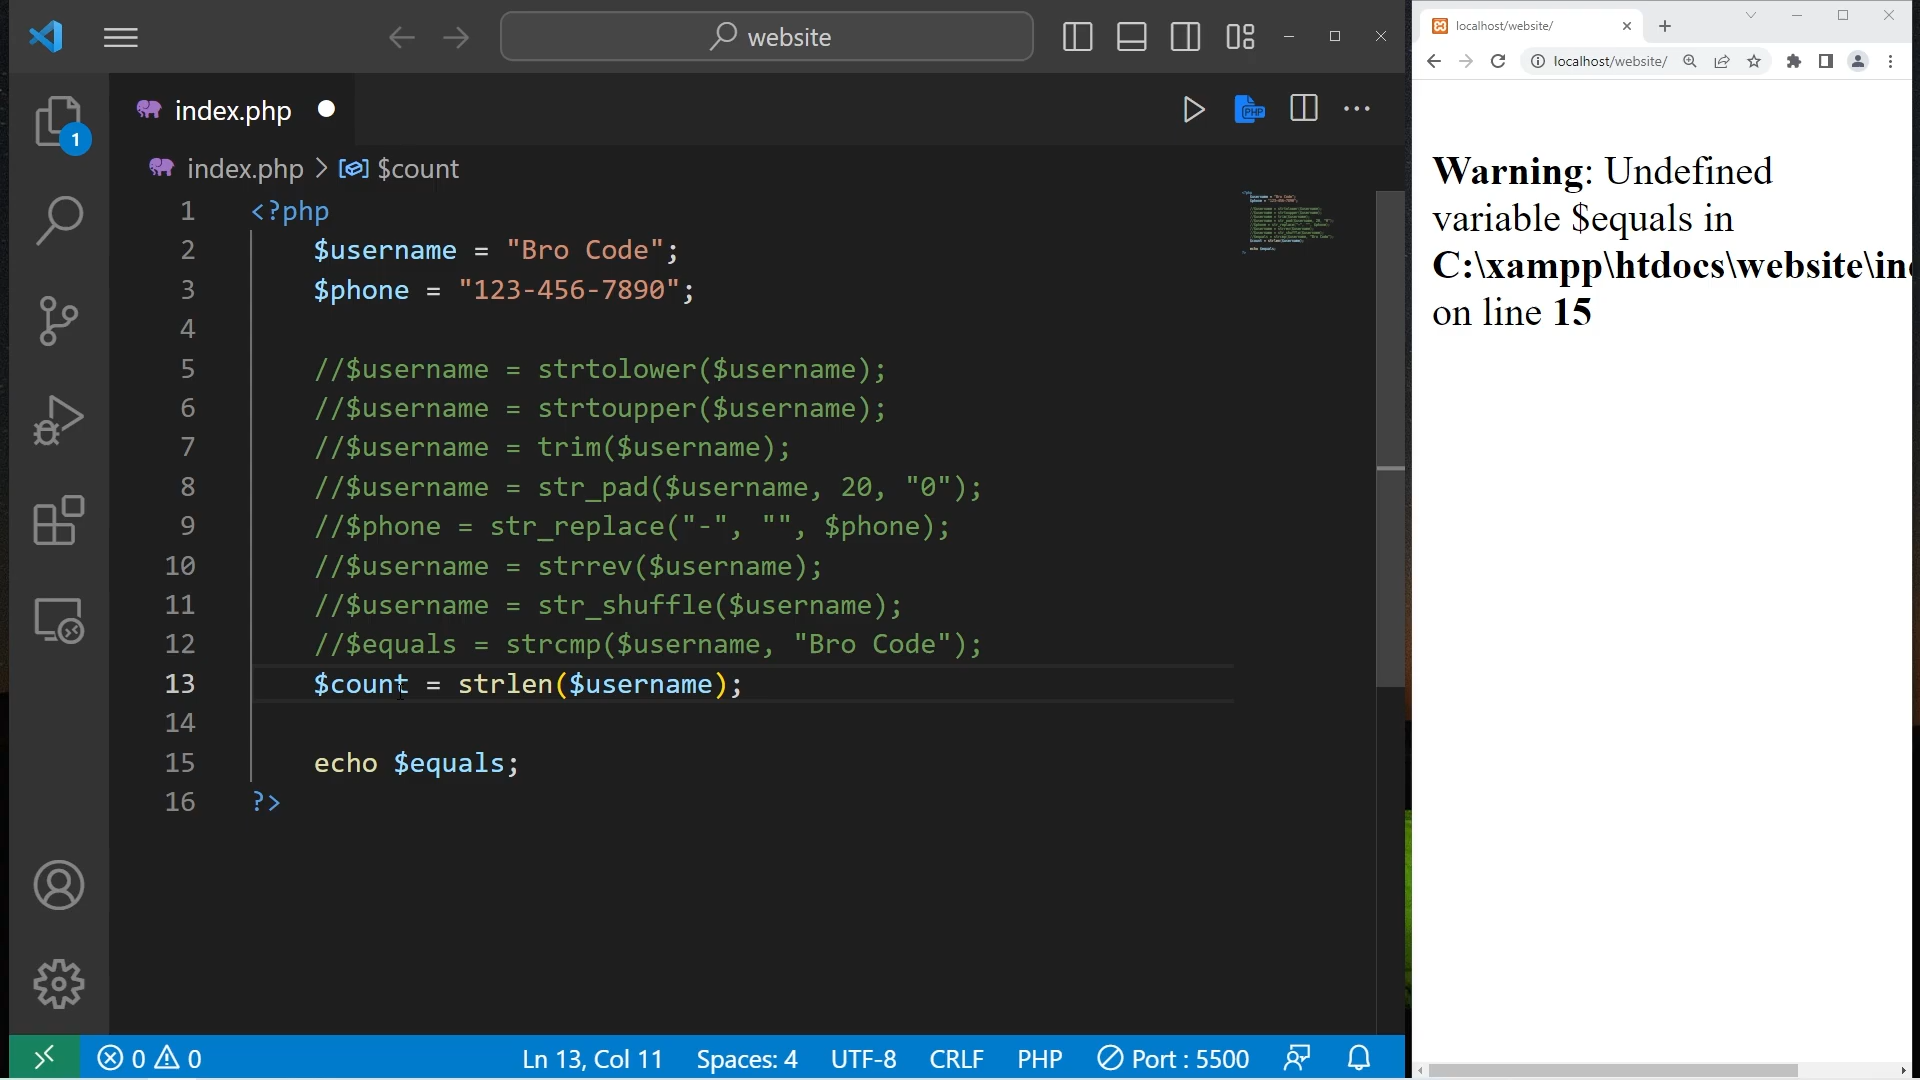 website
index.php
index.php > $count
1 <?php
2 $username = "Bro Code";
3 $phone = "123-456-7890";
4
5 //$username = strtolower($username);
6 //$username = strtoupper($username);
7 //$username = trim($username);
8 //$username = str_pad($username, 20, "0");
9 //$phone = str_replace("-", "", $phone);
10 //$username = strrev($username);
11 //$username = str_shuffle($username);
12 //$equals = strcmp($username, "Bro Code");
13 $count = strlen($username);
14
15 echo $equals;
16 ?>
1
PHP
0 0
Ln 13, Col 11
Spaces: 4
UTF-8
CRLF
PHP
Port : 5500
localhost/website/
localhost/website/
Warning: Undefined
variable $equals in
C:\xampp\htdocs\website\in
on line 15